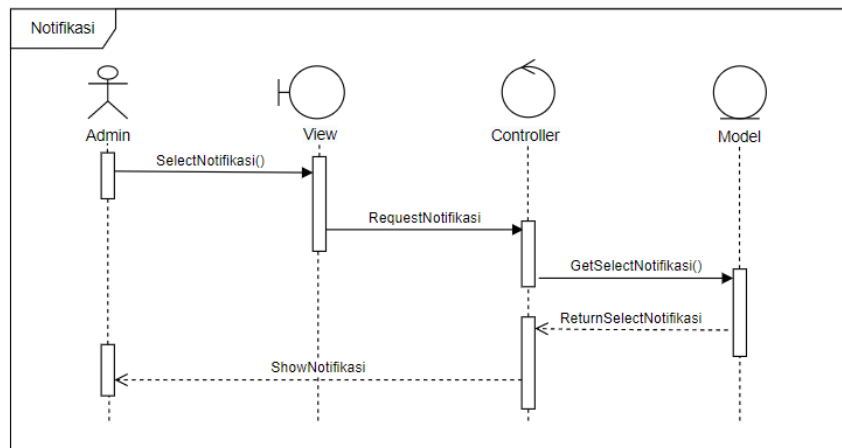 Notifikasi
Admin
View
Controller
Model
SelectNotifikasi()
RequestNotifikasi
GetSelectNotifikasi()
ReturnSelectNotifikasi
ShowNotifikasi